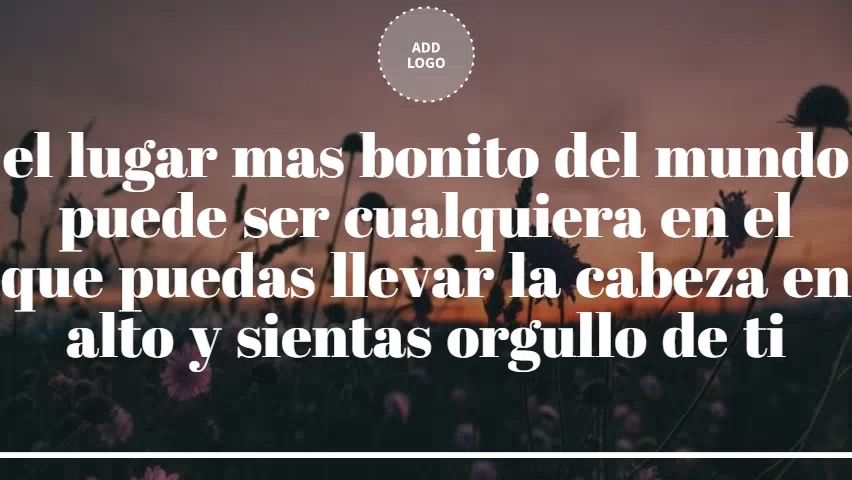 ADD
LOGO
el lugar mas bonito del mundo
puede ser cualquiera en el
que puedas llevar la cabeza en
alto y sientas orgullo de ti